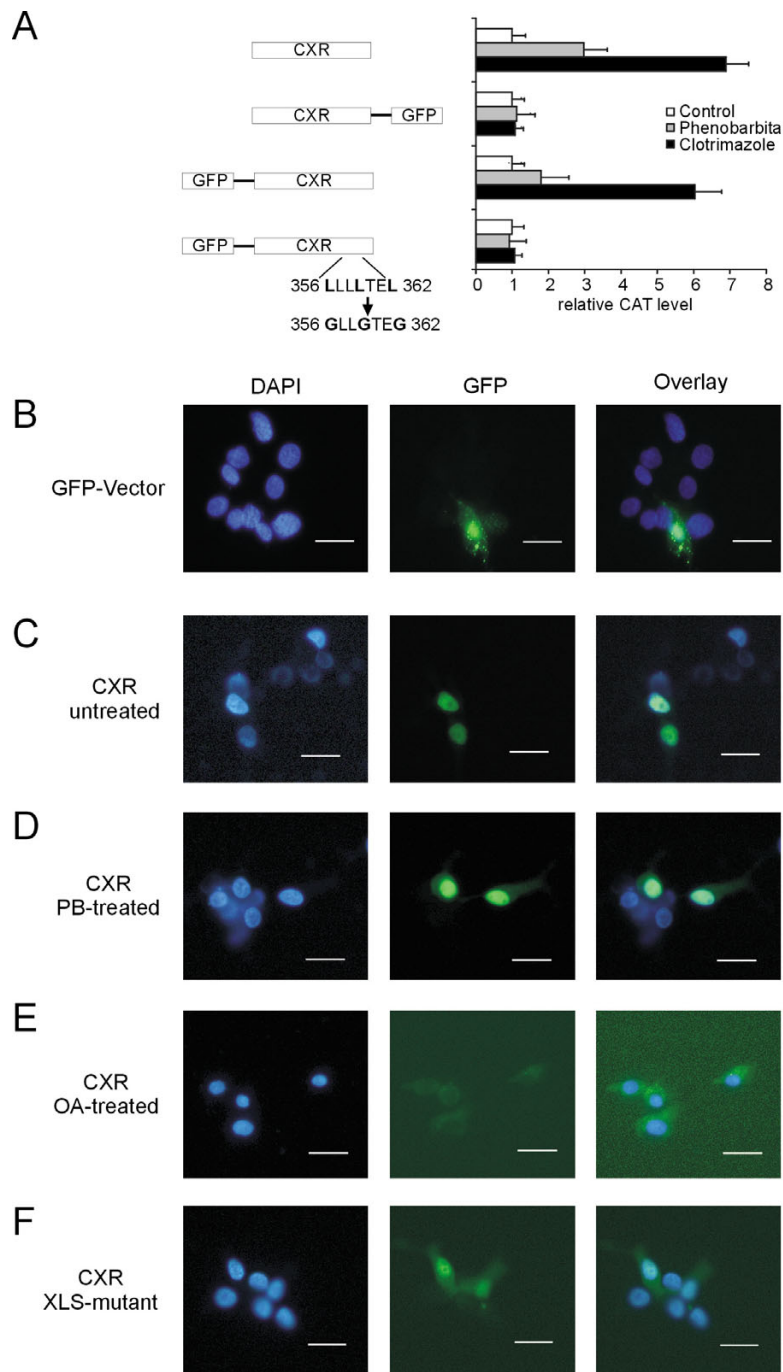 A
CXR
CXR GFP
GFP CXR
GFP CXR
356 LLLLTEL 362
356 GLLGTEG 362
Control
Phenobarbita
Clotrimazole
0 1 2 3 4 5 6 7 8
relative CAT level
DAPI GFP Overlay
B
GFP-Vector
C
CXR
untreated
D
CXR
PB-treated
E
CXR
OA-treated
F
CXR
XLS-mutant